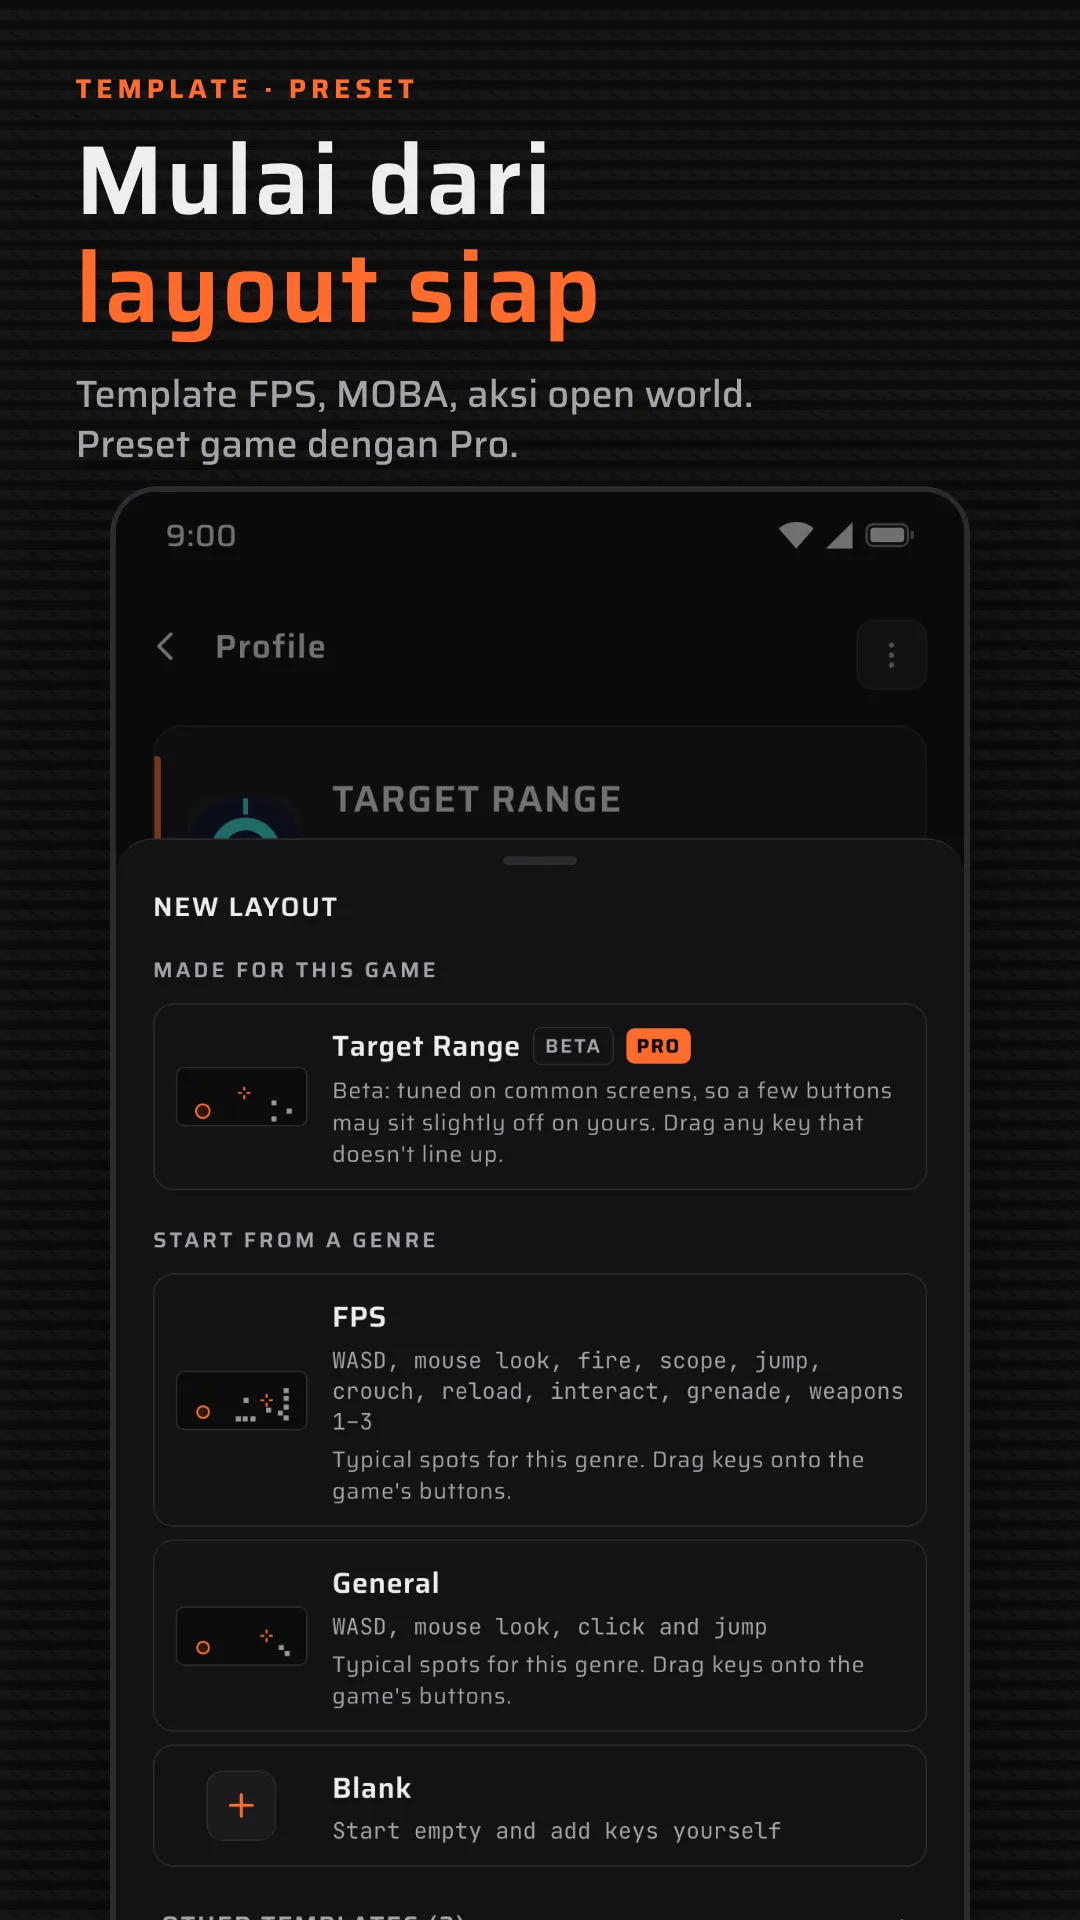 TEMPLATE · PRESET
Mulai dari
layout siap
Template FPS, MOBA, aksi open world.
Preset game dengan Pro.
9:00
Profile
TARGET RANGE
NEW LAYOUT
MADE FOR THIS GAME
Target Range BETA PRO
Beta: tuned on common screens, so a few buttons
may sit slightly off on yours. Drag any key that
doesn't line up.
START FROM A GENRE
FPS
WASD, mouse look, fire, scope, jump,
crouch, reload, interact, grenade, weapons
1–3
Typical spots for this genre. Drag keys onto the
game's buttons.
General
WASD, mouse look, click and jump
Typical spots for this genre. Drag keys onto the
game's buttons.
Blank
Start empty and add keys yourself
OTHER TEMPLATES